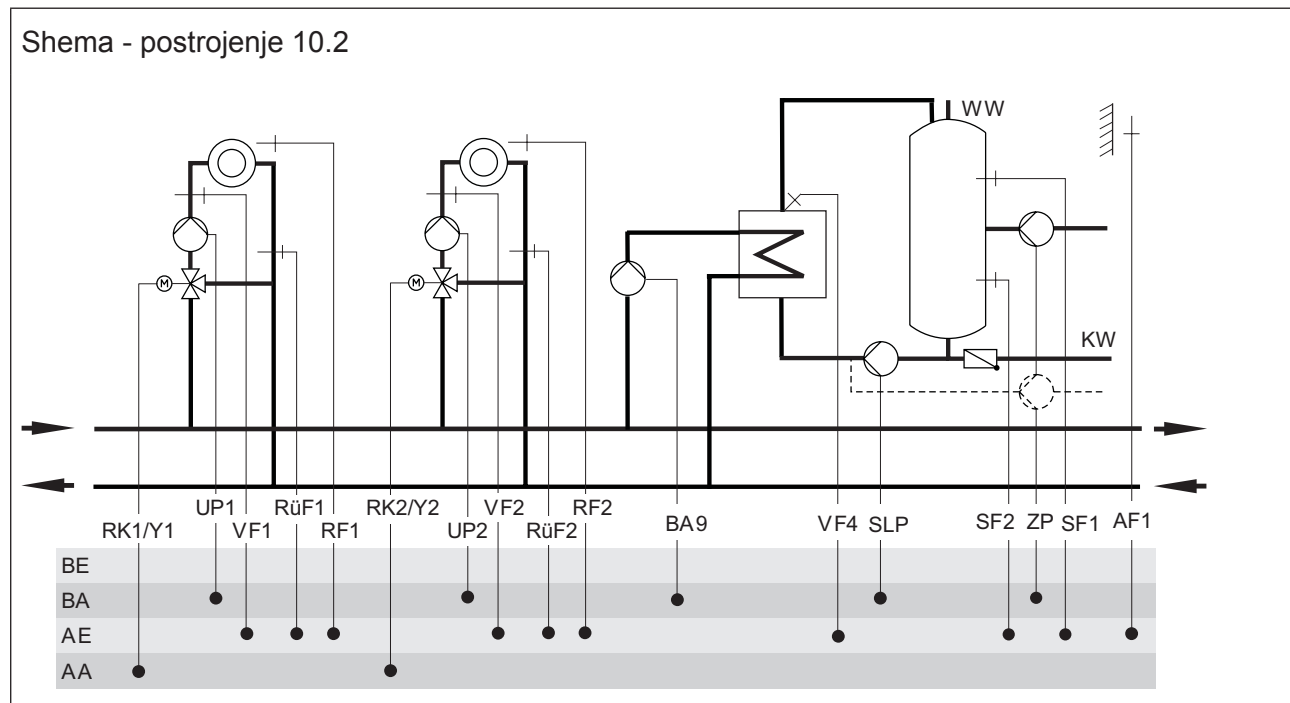 Shema - postrojenje 10.2
WW
M
M
KW
UP1
RüF1
RK2/Y2
VF2
RF2
RK1/Y1
VF1
RF1
UP2
RüF2
BA9
VF4
SLP
SF2
ZP
SF1
AF1
BE
BA
AE
AA